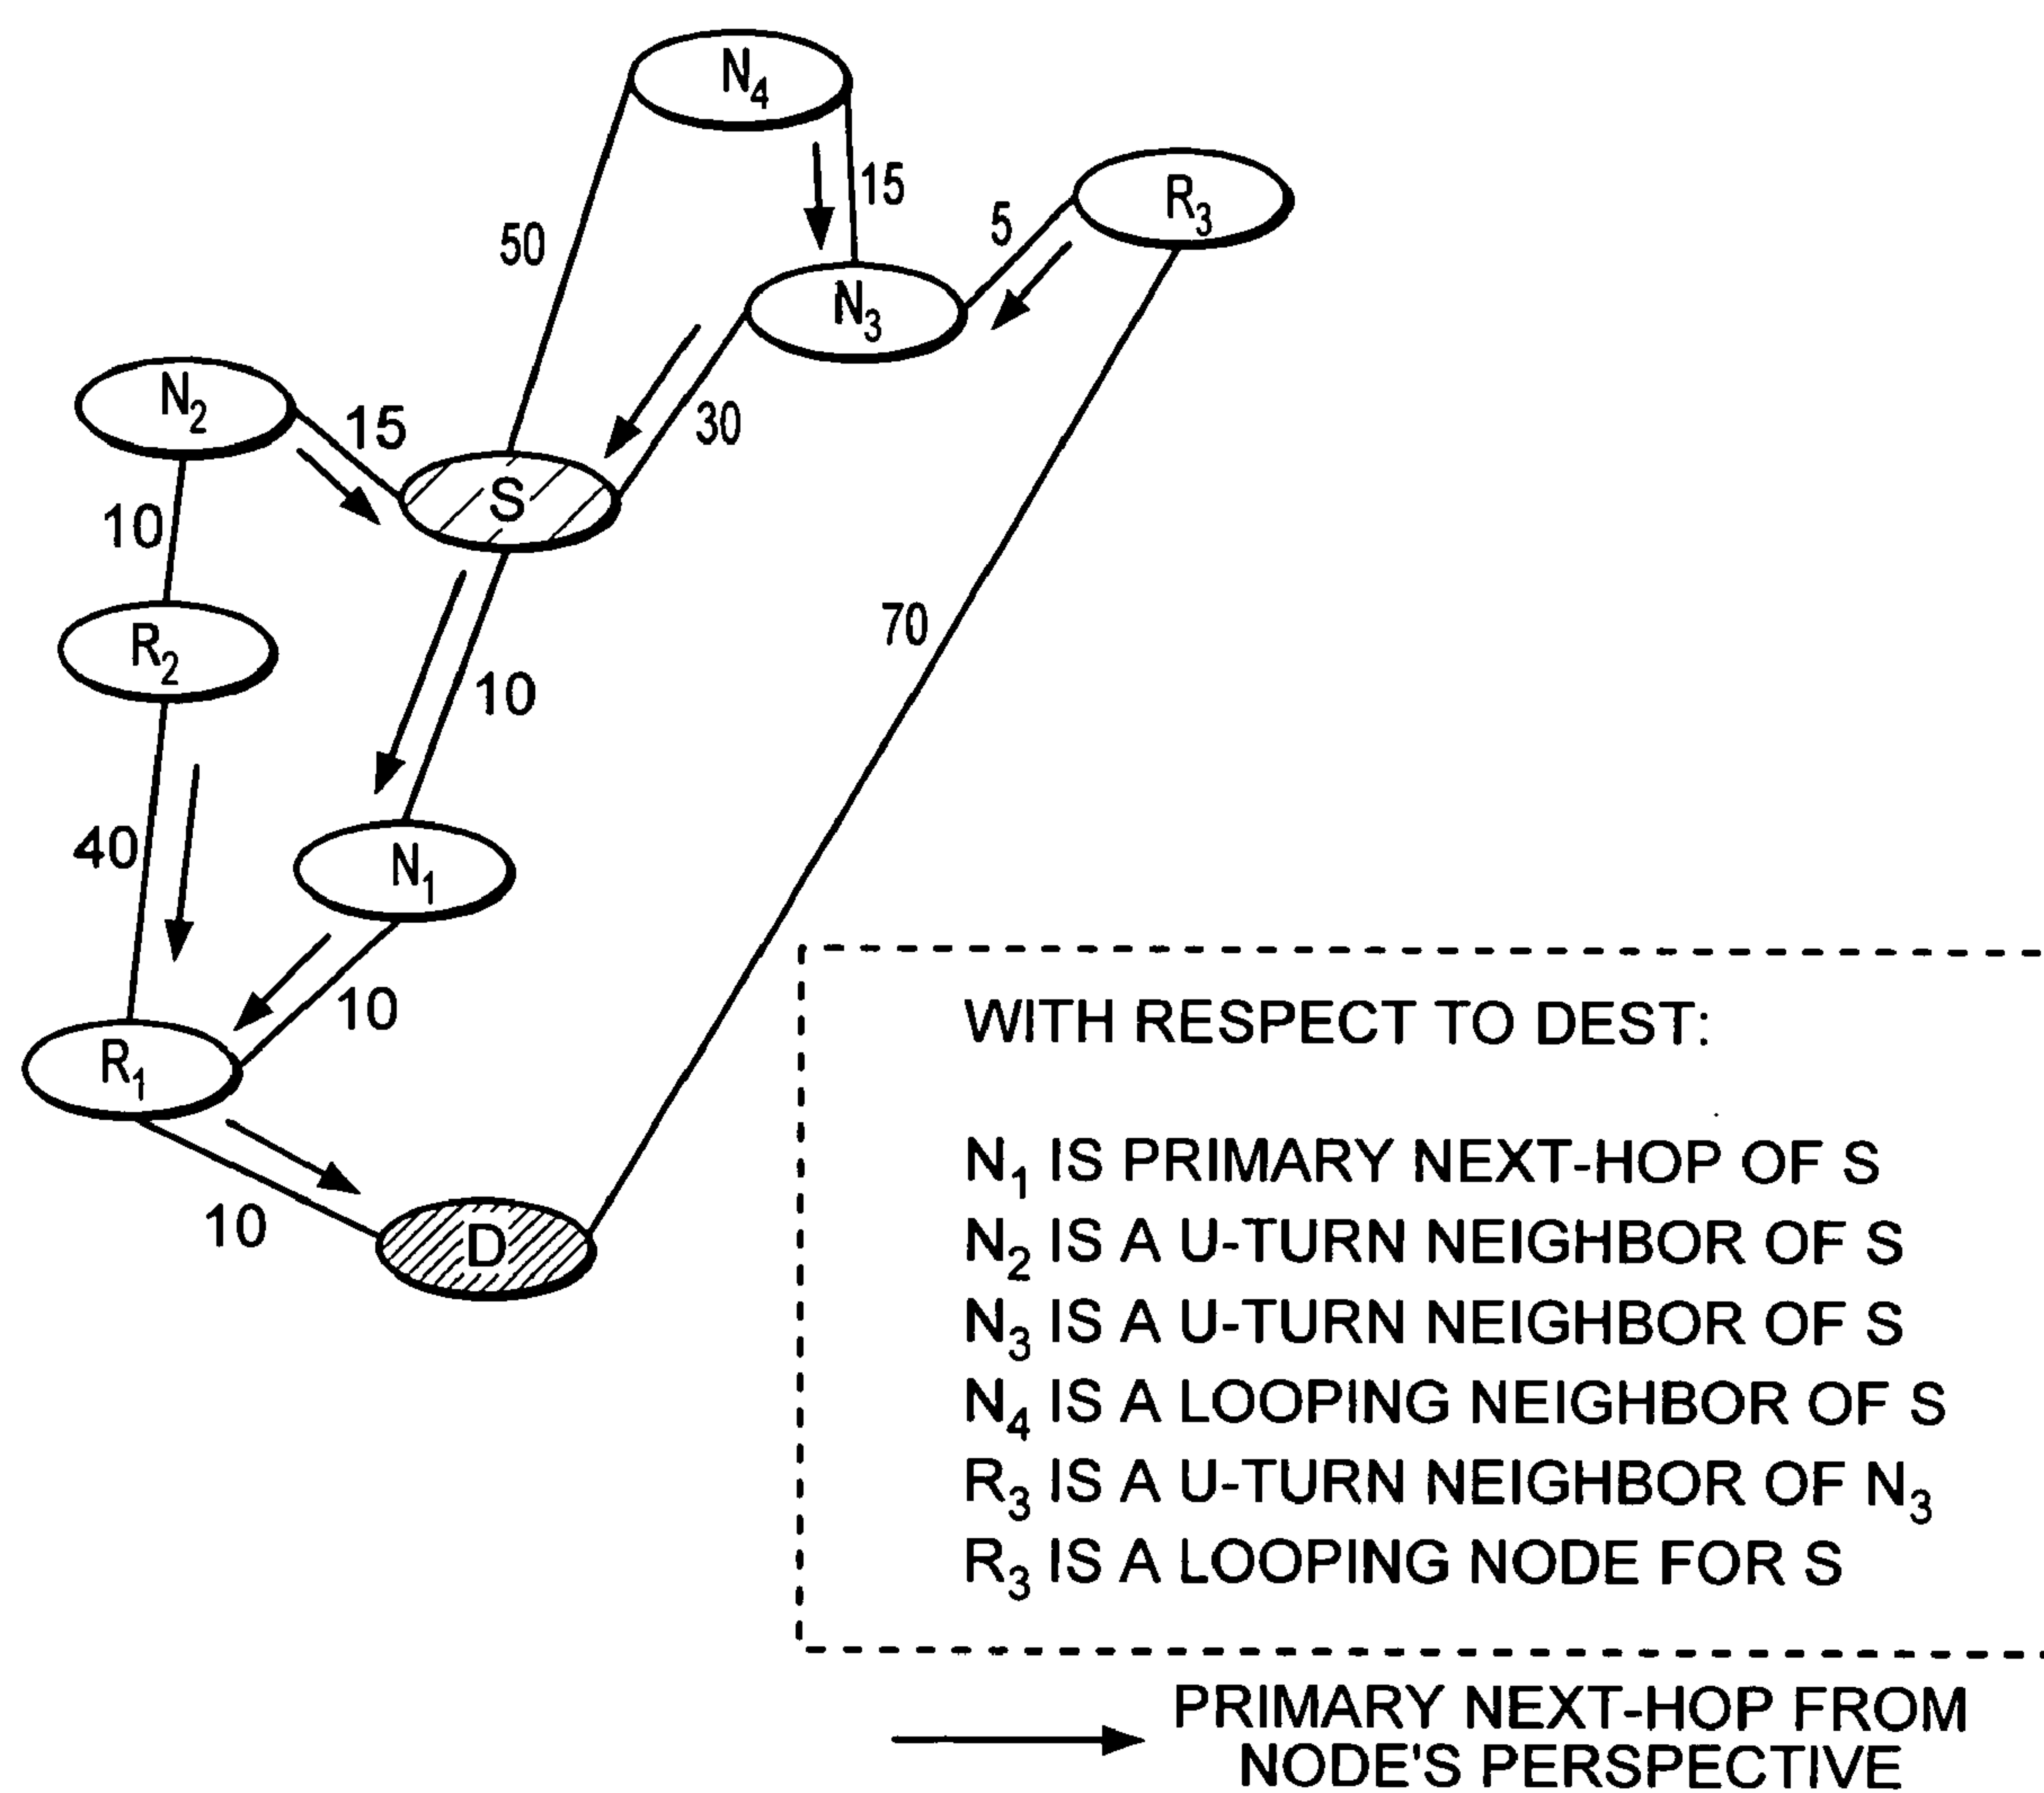 N4
15
R3
5
50
N3
N2
15
30
S
10
R2
70
10
40
N1
10
R1
10
D
WITH RESPECT TO DEST:
N1 IS PRIMARY NEXT-HOP OF S
N2 IS A U-TURN NEIGHBOR OF S
N3 IS A U-TURN NEIGHBOR OF S
N4 IS A LOOPING NEIGHBOR OF S
R3 IS A U-TURN NEIGHBOR OF N3
R3 IS A LOOPING NODE FOR S
PRIMARY NEXT-HOP FROM
NODE'S PERSPECTIVE